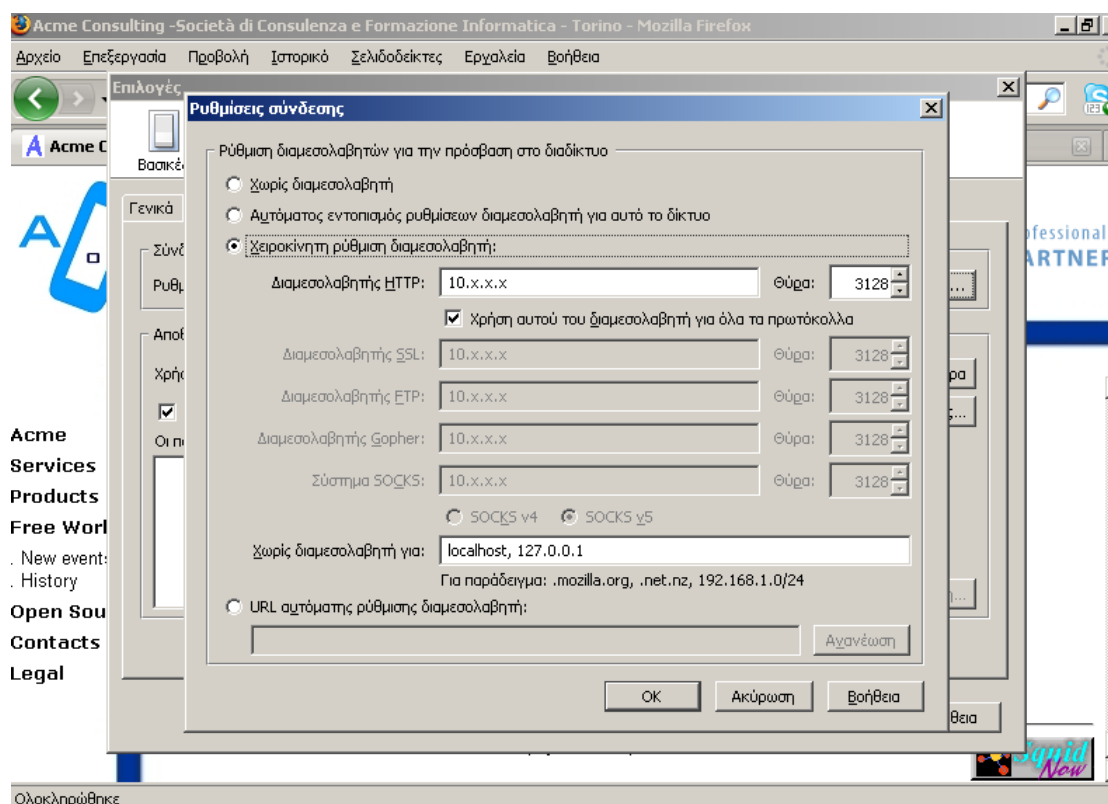 Acme Consulting -Società di Consulenza e Formazione Informatica - Torino - Mozilla Firefox
Αρχείο Επεξεργασία Προβολή Ιστορικό Σελιδοδείκτες Εργαλεία Βοήθεια
Επιλογές
Ρυθμίσεις σύνδεσης
Acme C
Βασικέ
Γενικά
Σύνδ
Ρυθμ
Αποθ
Χρής
Οι π
Ρύθμιση διαμεσολαβητών για την πρόσβαση στο διαδίκτυο
Χωρίς διαμεσολαβητή
Αυτόματος εντοπισμός ρυθμίσεων διαμεσολαβητή για αυτό το δίκτυο
Χειροκίνητη ρύθμιση διαμεσολαβητή:
Διαμεσολαβητής HTTP: 10.x.x.x Θύρα: 3128
Χρήση αυτού του διαμεσολαβητή για όλα τα πρωτόκολλα
Διαμεσολαβητής SSL: 10.x.x.x Θύρα: 3128
Διαμεσολαβητής FTP: 10.x.x.x Θύρα: 3128
Διαμεσολαβητής Gopher: 10.x.x.x Θύρα: 3128
Σύστημα SOCKS: 10.x.x.x Θύρα: 3128
SOCKS v4 SOCKS v5
Χωρίς διαμεσολαβητή για: localhost, 127.0.0.1
Για παράδειγμα: .mozilla.org, .net.nz, 192.168.1.0/24
URL αυτόματης ρύθμισης διαμεσολαβητή:
Ανανέωση
OK Ακύρωση Βοήθεια
θεια
ofessional
ARTNER
ρα
Acme
Services
Products
Free Worl
. New event
. History
Open Sou
Contacts
Legal
Squid
Now
Ολοκληρώθηκε